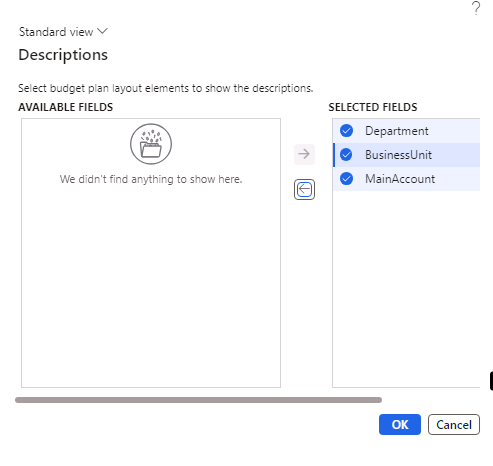 ?
Standard view
Descriptions
Select budget plan layout elements to show the descriptions.
AVAILABLE FIELDS
We didn't find anything to show here.
SELECTED FIELDS
Department
BusinessUnit
MainAccount
OK
Cancel